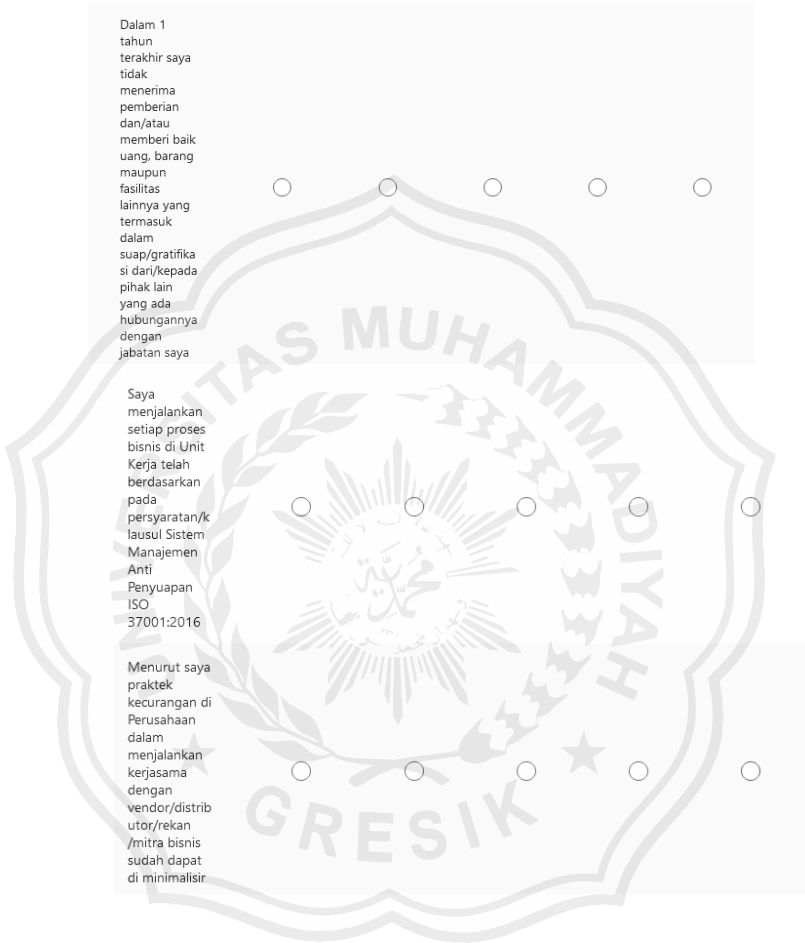 Dalam 1
tahun
terakhir saya
tidak
menerima
pemberian
dan/atau
memberi baik
uang, barang
maupun
fasilitas
lainnya yang
termasuk
dalam
suap/gratifika
si dari/kepada
pihak lain
yang ada
hubungannya
dengan
jabatan saya
Saya
menjalankan
setiap proses
bisnis di Unit
Kerja telah
berdasarkan
pada
persyaratan/k
lausul Sistem
Manajemen
Anti
Penyuapan
ISO
37001:2016
Menurut saya
praktek
kecurangan di
Perusahaan
dalam
menjalankan
kerjasama
dengan
vendor/distrib
utor/rekan
/mitra bisnis
sudah dapat
di minimalisir
UNIVERSITAS MUHAMMADIYAH
GRESIK